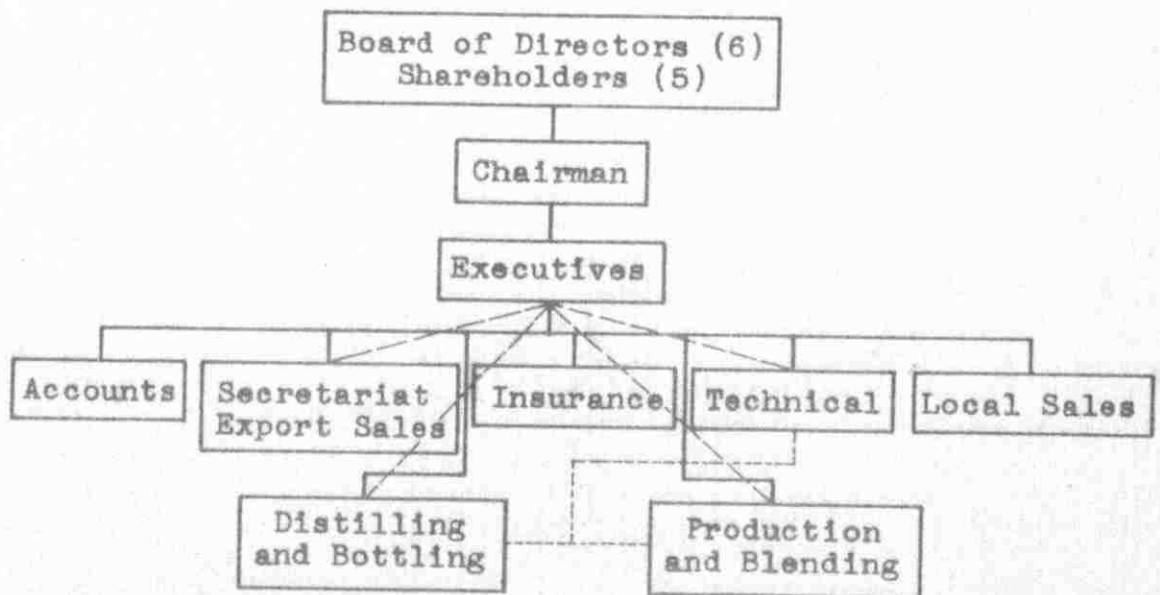 Board of Directors (6)
Shareholders (5)
Chairman
Executives
Accounts
Secretariat
Export Sales
Insurance
Technical
Local Sales
Distilling
and Bottling
Production
and Blending